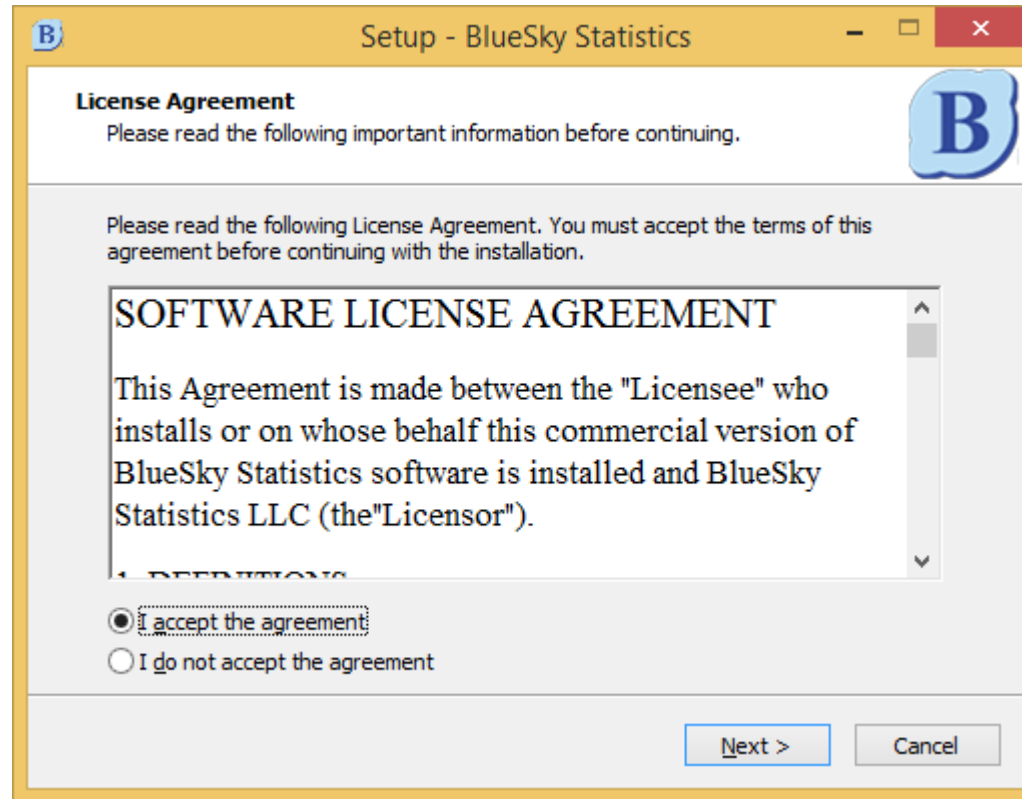 B
Setup - BlueSky Statistics
License Agreement
Please read the following important information before continuing.
B
Please read the following License Agreement. You must accept the terms of this
agreement before continuing with the installation.
SOFTWARE LICENSE AGREEMENT
This Agreement is made between the "Licensee" who
installs or on whose behalf this commercial version of
BlueSky Statistics software is installed and BlueSky
Statistics LLC (the"Licensor").
1. DEFINITIONS
I accept the agreement
I do not accept the agreement
Next >
Cancel